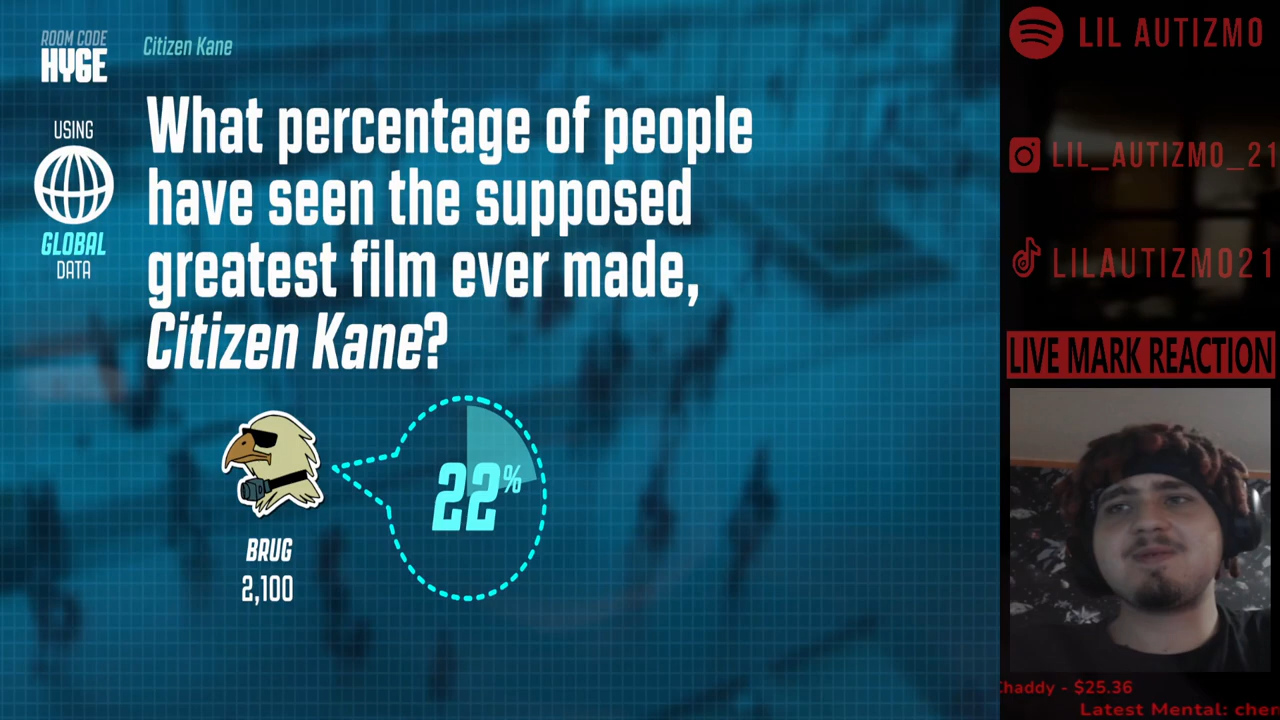 ROOM CODE
HYGE
Citizen Kane
What percentage of people
have seen the supposed
greatest film ever made,
Citizen Kane?
USING
GLOBAL
DATA
22%
BRUG
2,100
LIL AUTIZMO
LIL_AUTIZMO_21
LILAUTIZMO21
LIVE MARK REACTION
haddy - $25.36
Latest Mental: cher